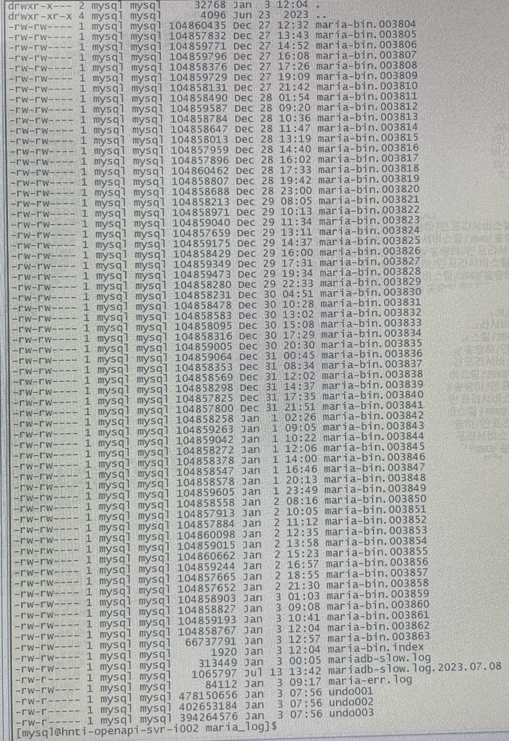 drwxr-x--- 2 mysql mysql 32768 Jan 3 12:04 .
drwxr-xr-x 4 mysql mysql 4096 Jun 23 2023 ..
-rw-rw---- 1 mysql mysql 104860435 Dec 27 12:32 maria-bin.003804
-rw-rw---- 1 mysql mysql 104857832 Dec 27 13:43 maria-bin.003805
-rw-rw---- 1 mysql mysql 104859771 Dec 27 14:52 maria-bin.003806
-rw-rw---- 1 mysql mysql 104859796 Dec 27 16:08 maria-bin.003807
-rw-rw---- 1 mysql mysql 104858376 Dec 27 17:26 maria-bin.003808
-rw-rw---- 1 mysql mysql 104859729 Dec 27 19:09 maria-bin.003809
-rw-rw---- 1 mysql mysql 104858131 Dec 27 21:42 maria-bin.003810
-rw-rw---- 1 mysql mysql 104858490 Dec 28 01:54 maria-bin.003811
-rw-rw---- 1 mysql mysql 104859587 Dec 28 09:20 maria-bin.003812
-rw-rw---- 1 mysql mysql 104858784 Dec 28 10:36 maria-bin.003813
-rw-rw---- 1 mysql mysql 104858647 Dec 28 11:47 maria-bin.003814
-rw-rw---- 1 mysql mysql 104858013 Dec 28 13:19 maria-bin.003815
-rw-rw---- 1 mysql mysql 104857959 Dec 28 14:40 maria-bin.003816
-rw-rw---- 1 mysql mysql 104857896 Dec 28 16:02 maria-bin.003817
-rw-rw---- 1 mysql mysql 104860462 Dec 28 17:33 maria-bin.003818
-rw-rw---- 1 mysql mysql 104858807 Dec 28 19:42 maria-bin.003819
-rw-rw---- 1 mysql mysql 104858688 Dec 28 23:00 maria-bin.003820
-rw-rw---- 1 mysql mysql 104858213 Dec 29 08:05 maria-bin.003821
-rw-rw---- 1 mysql mysql 104858971 Dec 29 10:13 maria-bin.003822
-rw-rw---- 1 mysql mysql 104859040 Dec 29 11:34 maria-bin.003823
-rw-rw---- 1 mysql mysql 104857659 Dec 29 13:11 maria-bin.003824
-rw-rw---- 1 mysql mysql 104859175 Dec 29 14:37 maria-bin.003825
-rw-rw---- 1 mysql mysql 104858429 Dec 29 16:00 maria-bin.003826
-rw-rw---- 1 mysql mysql 104859349 Dec 29 17:31 maria-bin.003827
-rw-rw---- 1 mysql mysql 104859473 Dec 29 19:34 maria-bin.003828
-rw-rw---- 1 mysql mysql 104858280 Dec 29 22:33 maria-bin.003829
-rw-rw---- 1 mysql mysql 104858231 Dec 30 04:51 maria-bin.003830
-rw-rw---- 1 mysql mysql 104858478 Dec 30 10:28 maria-bin.003831
-rw-rw---- 1 mysql mysql 104858583 Dec 30 13:02 maria-bin.003832
-rw-rw---- 1 mysql mysql 104858095 Dec 30 15:08 maria-bin.003833
-rw-rw---- 1 mysql mysql 104858316 Dec 30 17:29 maria-bin.003834
-rw-rw---- 1 mysql mysql 104859005 Dec 30 20:30 maria-bin.003835
-rw-rw---- 1 mysql mysql 104859064 Dec 31 00:45 maria-bin.003836
-rw-rw---- 1 mysql mysql 104858353 Dec 31 08:34 maria-bin.003837
-rw-rw---- 1 mysql mysql 104858569 Dec 31 12:02 maria-bin.003838
-rw-rw---- 1 mysql mysql 104858298 Dec 31 14:37 maria-bin.003839
-rw-rw---- 1 mysql mysql 104857825 Dec 31 17:35 maria-bin.003840
-rw-rw---- 1 mysql mysql 104857800 Dec 31 21:51 maria-bin.003841
-rw-rw---- 1 mysql mysql 104858258 Jan 1 02:26 maria-bin.003842
-rw-rw---- 1 mysql mysql 104859263 Jan 1 09:05 maria-bin.003843
-rw-rw---- 1 mysql mysql 104859042 Jan 1 10:22 maria-bin.003844
-rw-rw---- 1 mysql mysql 104858272 Jan 1 12:06 maria-bin.003845
-rw-rw---- 1 mysql mysql 104858378 Jan 1 14:00 maria-bin.003846
-rw-rw---- 1 mysql mysql 104858547 Jan 1 16:46 maria-bin.003847
-rw-rw---- 1 mysql mysql 104858578 Jan 1 20:13 maria-bin.003848
-rw-rw---- 1 mysql mysql 104859605 Jan 1 23:49 maria-bin.003849
-rw-rw---- 1 mysql mysql 104858558 Jan 2 08:16 maria-bin.003850
-rw-rw---- 1 mysql mysql 104857913 Jan 2 10:05 maria-bin.003851
-rw-rw---- 1 mysql mysql 104857884 Jan 2 11:12 maria-bin.003852
-rw-rw---- 1 mysql mysql 104860098 Jan 2 12:35 maria-bin.003853
-rw-rw---- 1 mysql mysql 104859015 Jan 2 13:58 maria-bin.003854
-rw-rw---- 1 mysql mysql 104860662 Jan 2 15:23 maria-bin.003855
-rw-rw---- 1 mysql mysql 104859244 Jan 2 16:57 maria-bin.003856
-rw-rw---- 1 mysql mysql 104857665 Jan 2 18:55 maria-bin.003857
-rw-rw---- 1 mysql mysql 104857652 Jan 2 21:30 maria-bin.003858
-rw-rw---- 1 mysql mysql 104858903 Jan 3 01:03 maria-bin.003859
-rw-rw---- 1 mysql mysql 104858827 Jan 3 09:08 maria-bin.003860
-rw-rw---- 1 mysql mysql 104859193 Jan 3 10:41 maria-bin.003861
-rw-rw---- 1 mysql mysql 104858767 Jan 3 12:04 maria-bin.003862
-rw-rw---- 1 mysql mysql 66737791 Jan 3 12:57 maria-bin.003863
-rw-rw---- 1 mysql mysql 1920 Jan 3 12:04 maria-bin.index
-rw-rw---- 1 mysql mysql 313449 Jan 3 00:05 mariadb-slow.log
-rw-rw---- 1 mysql mysql 1065797 Jul 13 13:42 mariadb-slow.log.2023.07.08
-rw-r----- 1 mysql mysql 84112 Jan 3 09:17 maria-err.log
-rw-r----- 1 mysql mysql 478150656 Jan 3 07:56 undo001
-rw-r----- 1 mysql mysql 402653184 Jan 3 07:56 undo002
-rw-r----- 1 mysql mysql 394264576 Jan 3 07:56 undo003
[mysql@hnti-openapi-svr-i002 maria_log]$